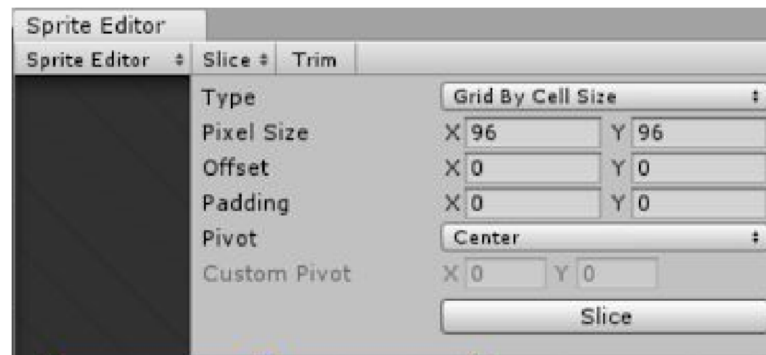 Sprite Editor
Sprite Editor Slice Trim
Type Grid By Cell Size
Pixel Size X 96 Y 96
Offset X 0 Y 0
Padding X 0 Y 0
Pivot Center
Custom Pivot X 0 Y 0
Slice